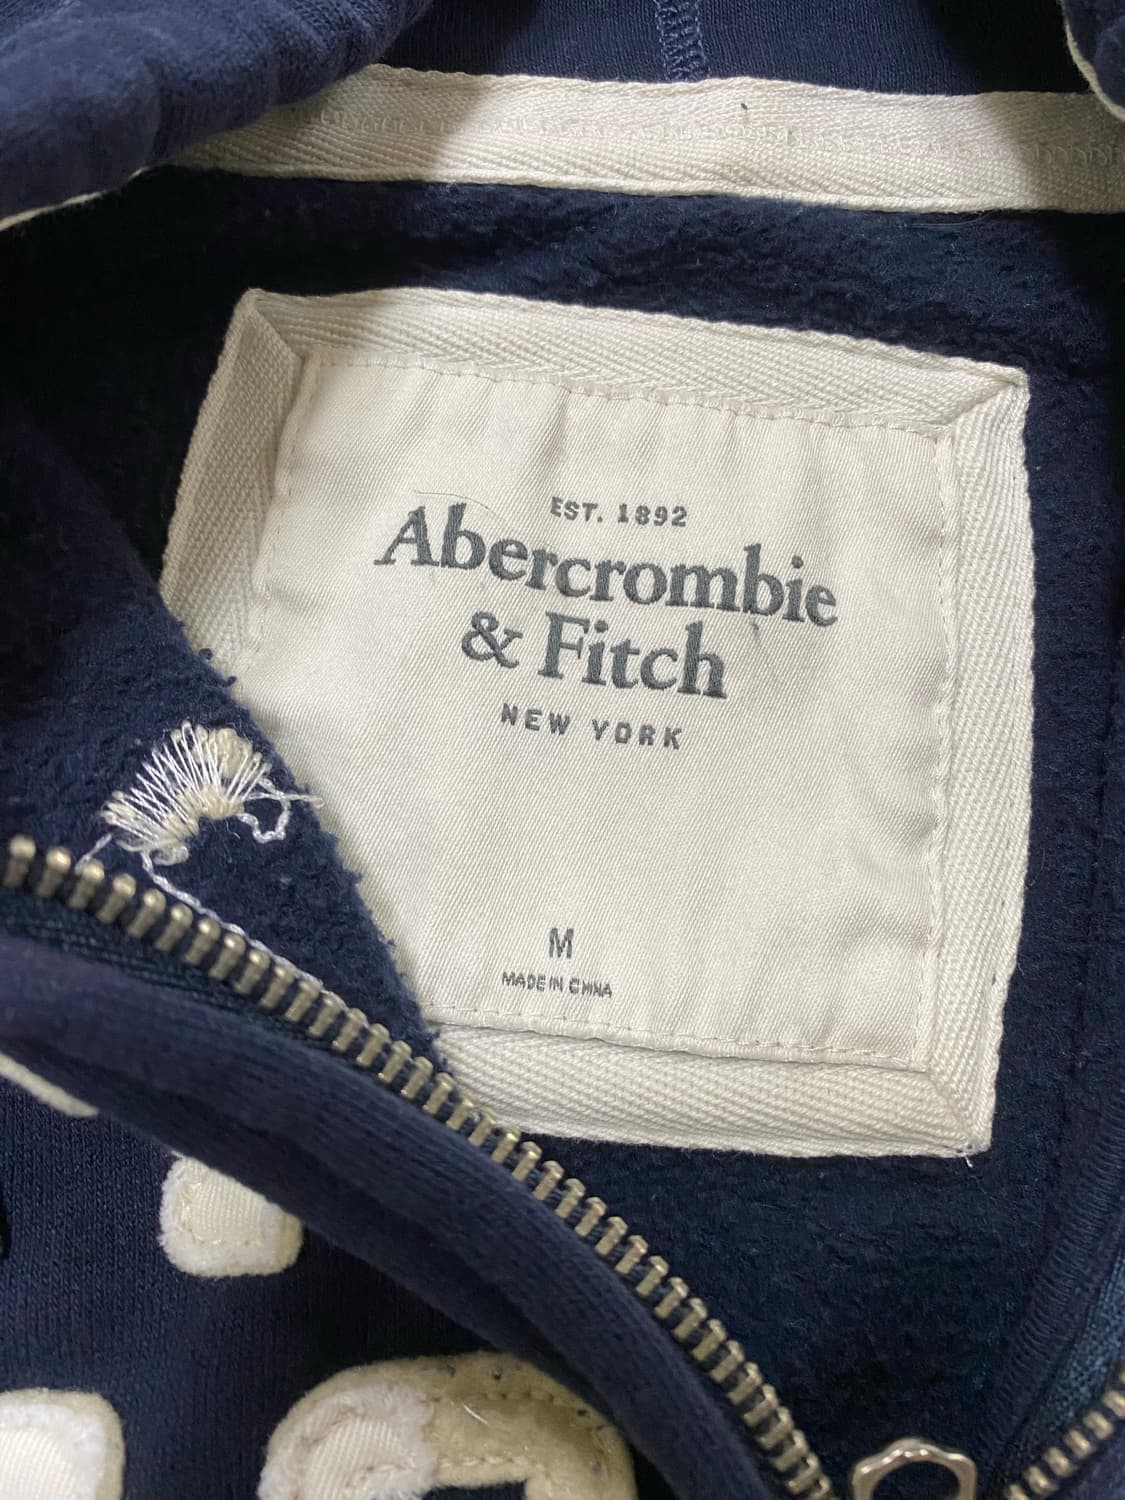 EST. 1892
Abercrombie
& Fitch
NEW YORK
M
MADE IN CHINA